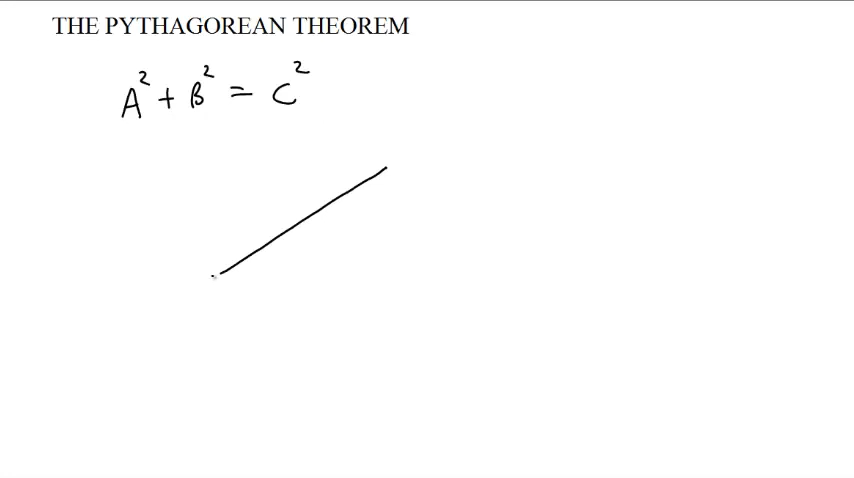 THE PYTHAGOREAN THEOREM
A² + B² = C²